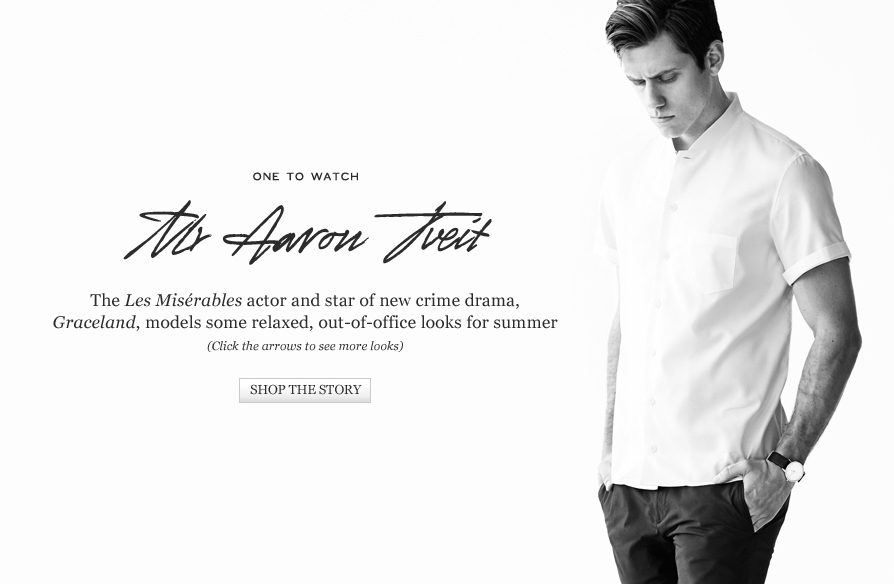 ONE TO WATCH
Mr Aaron Tveit
The Les Misérables actor and star of new crime drama,
Graceland, models some relaxed, out-of-office looks for summer
(Click the arrows to see more looks)
SHOP THE STORY